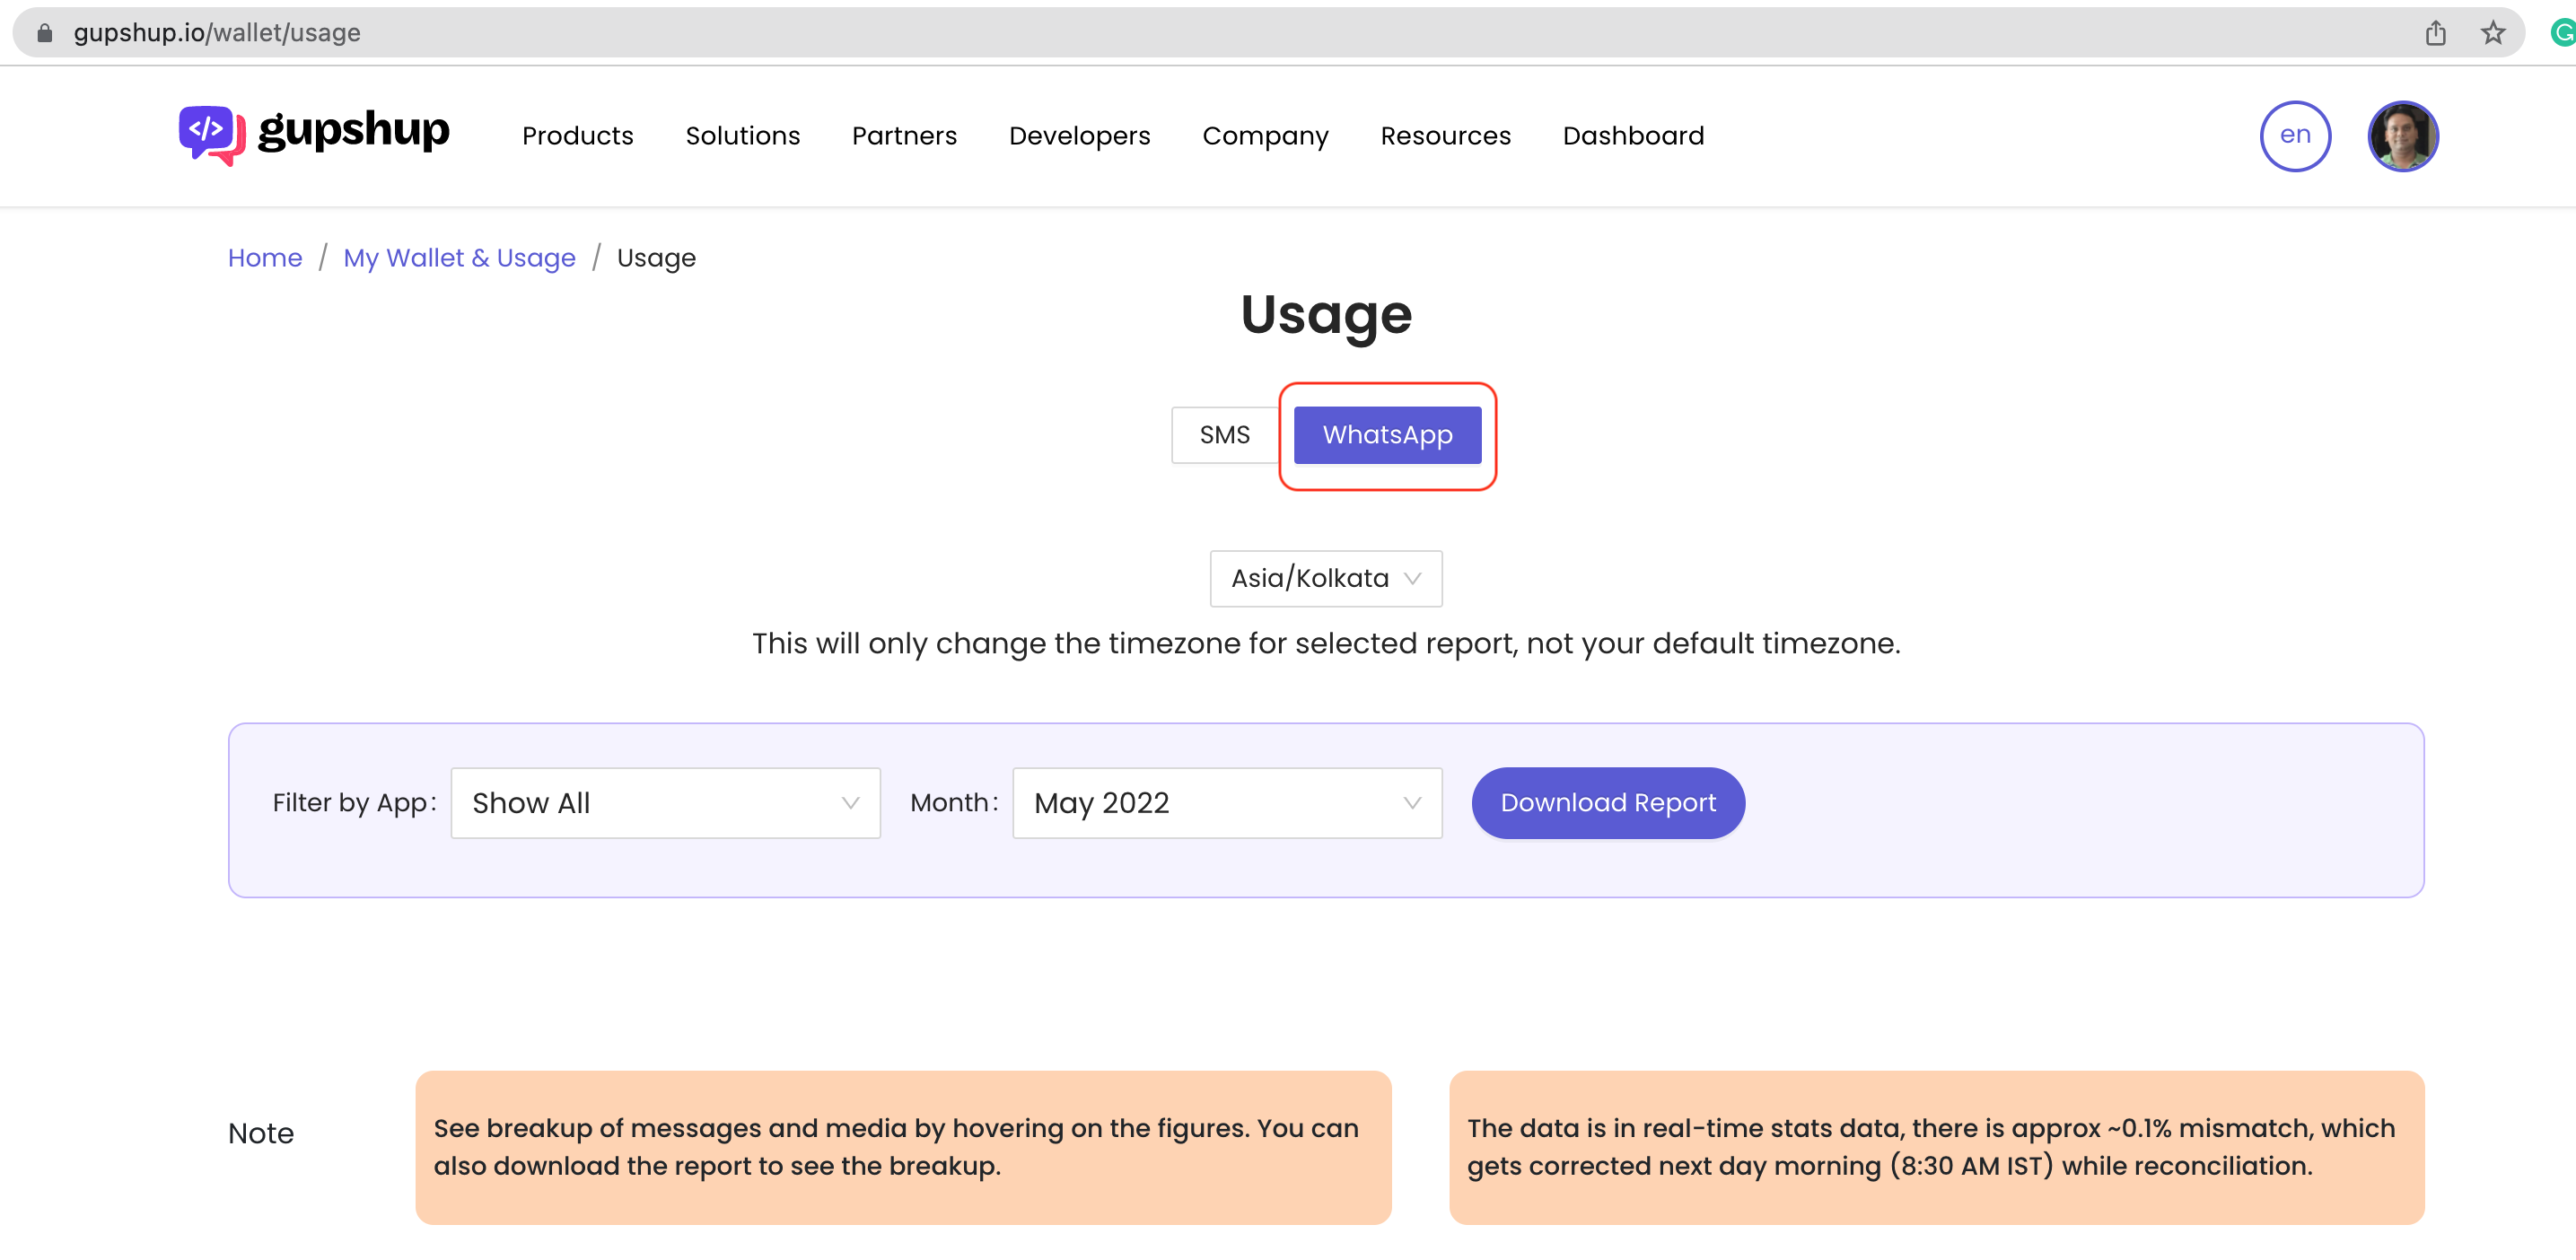 gupshup.io/wallet/usage
</> gupshup Products Solutions Partners Developers Company Resources Dashboard en
Home / My Wallet & Usage / Usage
Usage
SMS WhatsApp
Asia/Kolkata
This will only change the timezone for selected report, not your default timezone.
Filter by App: Show All Month: May 2022 Download Report
Note
See breakup of messages and media by hovering on the figures. You can
also download the report to see the breakup.
The data is in real-time stats data, there is approx ~0.1% mismatch, which
gets corrected next day morning (8:30 AM IST) while reconciliation.